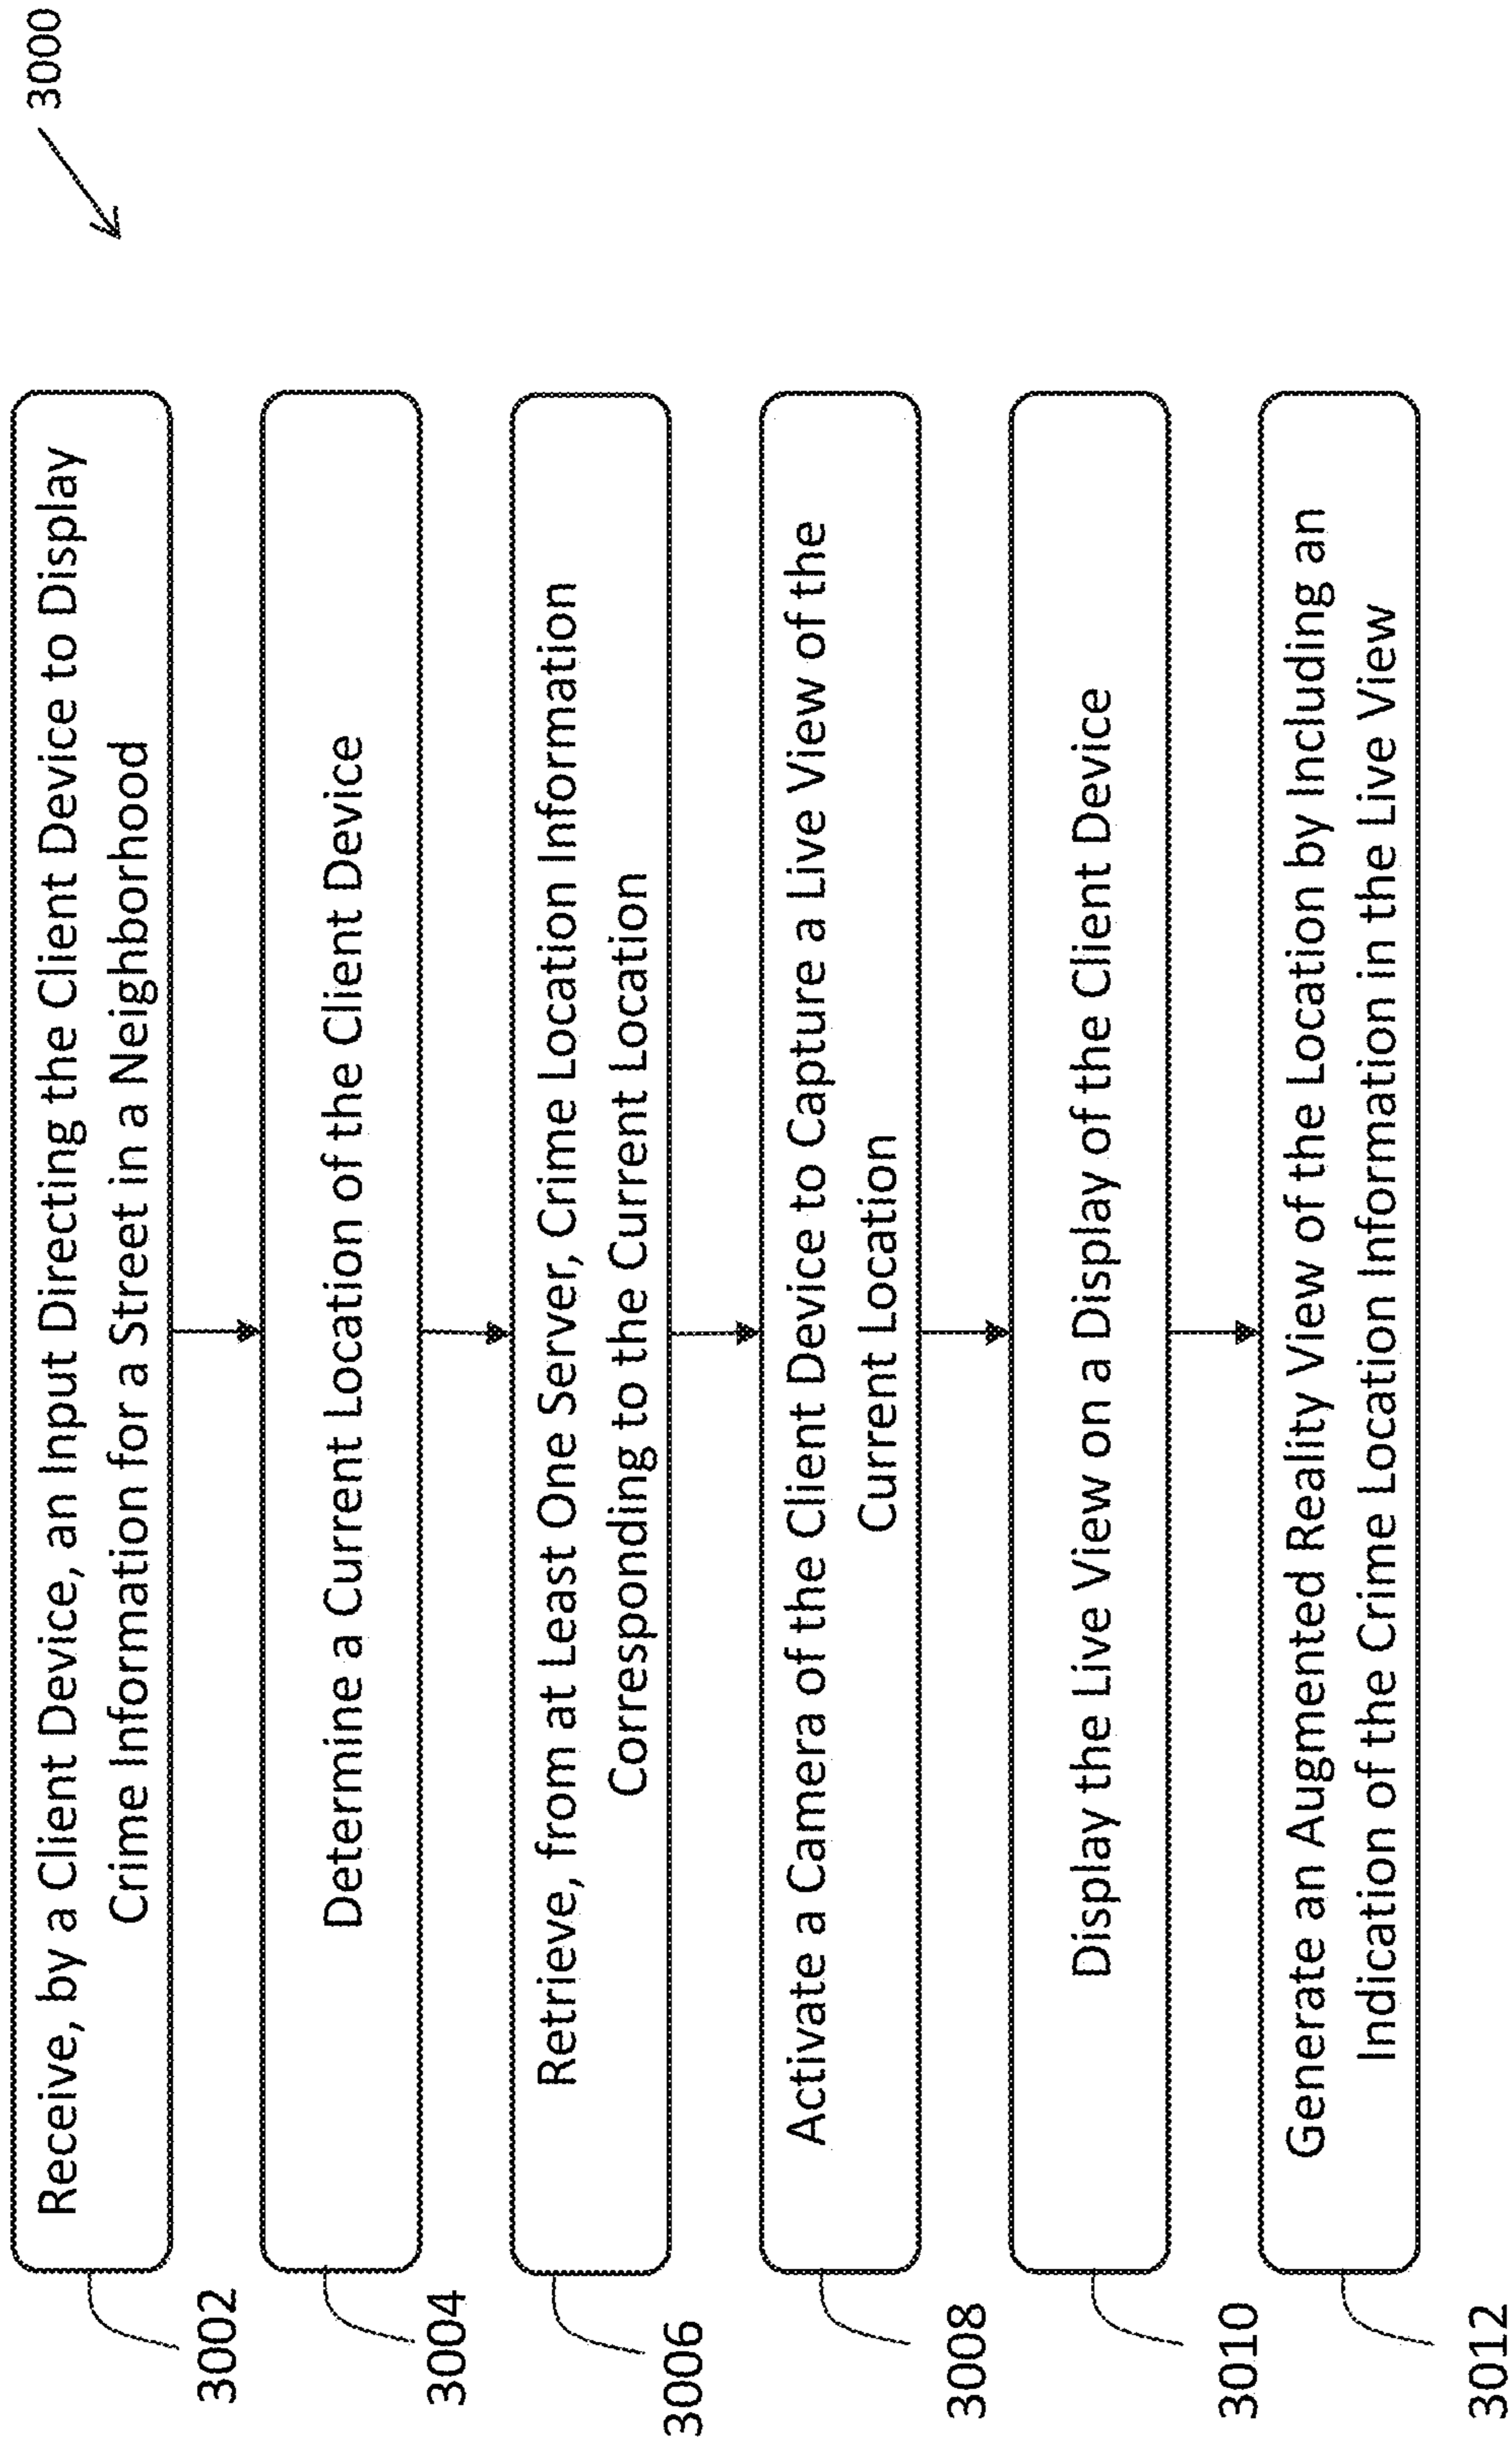 3000
Receive, by a Client Device, an Input Directing the Client Device to Display
Crime Information for a Street in a Neighborhood
3002
Determine a Current Location of the Client Device
3004
Retrieve, from at Least One Server, Crime Location Information
Corresponding to the Current Location
3006
Activate a Camera of the Client Device to Capture a Live View of the
Current Location
3008
Display the Live View on a Display of the Client Device
3010
Generate an Augmented Reality View of the Location by Including an
Indication of the Crime Location Information in the Live View
3012